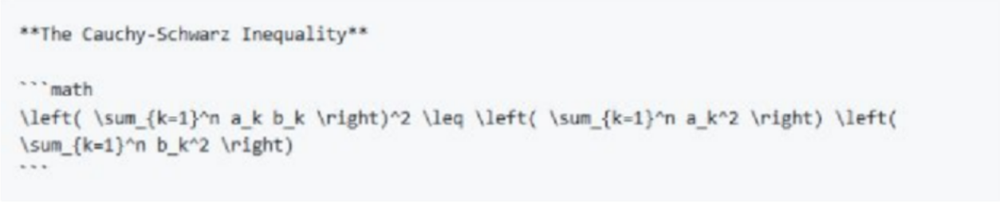 **The Cauchy-Schwarz Inequality**
```math
\left( \sum_{k=1}^n a_k b_k \right)^2 \leq \left( \sum_{k=1}^n a_k^2 \right) \left(
\sum_{k=1}^n b_k^2 \right)
```